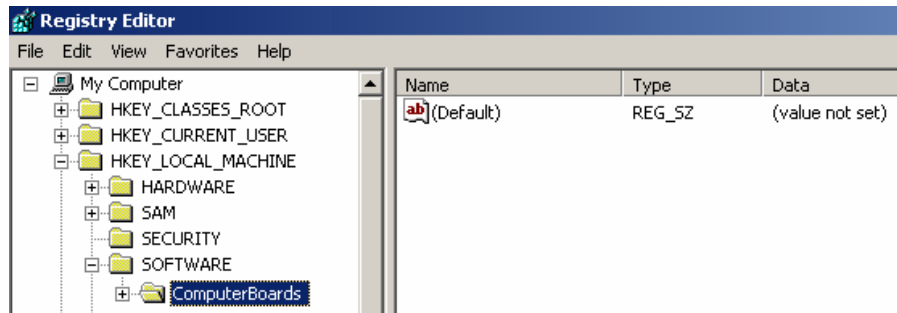 Registry Editor
File Edit View Favorites Help
My Computer
HKEY_CLASSES_ROOT
HKEY_CURRENT_USER
HKEY_LOCAL_MACHINE
HARDWARE
SAM
SECURITY
SOFTWARE
ComputerBoards
Name Type Data
ab (Default) REG_SZ (value not set)